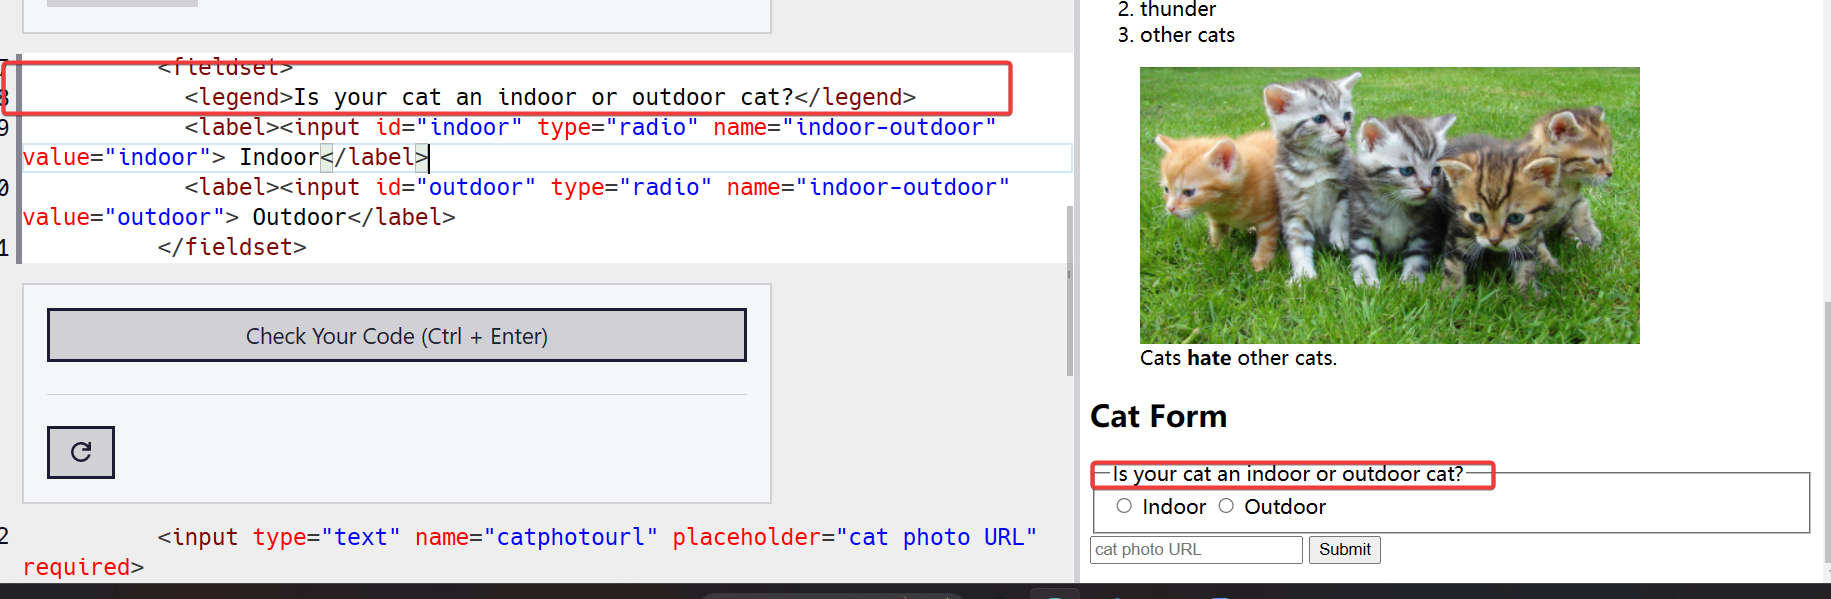 <fieldset>
<legend>Is your cat an indoor or outdoor cat?</legend>
9 <label><input id="indoor" type="radio" name="indoor-outdoor"
value="indoor"> Indoor</label>
0 <label><input id="outdoor" type="radio" name="indoor-outdoor"
value="outdoor"> Outdoor</label>
1 </fieldset>
Check Your Code (Ctrl + Enter)
2 <input type="text" name="catphotourl" placeholder="cat photo URL"
required>
2. thunder
3. other cats
Cats hate other cats.
Cat Form
Is your cat an indoor or outdoor cat?
Indoor Outdoor
cat photo URL Submit